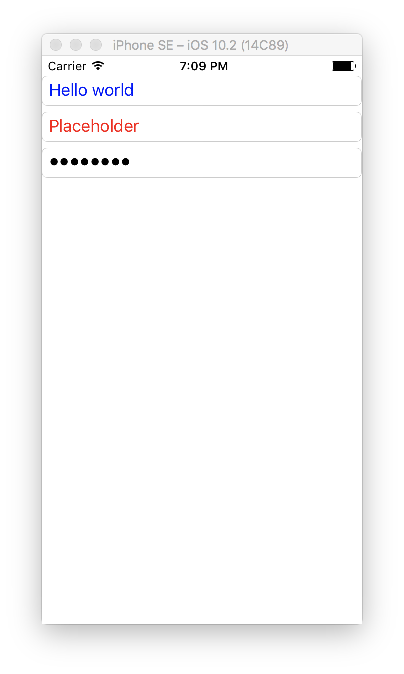 iPhone SE – iOS 10.2 (14C89)
Carrier 7:09 PM
Hello world
Placeholder
●●●●●●●●